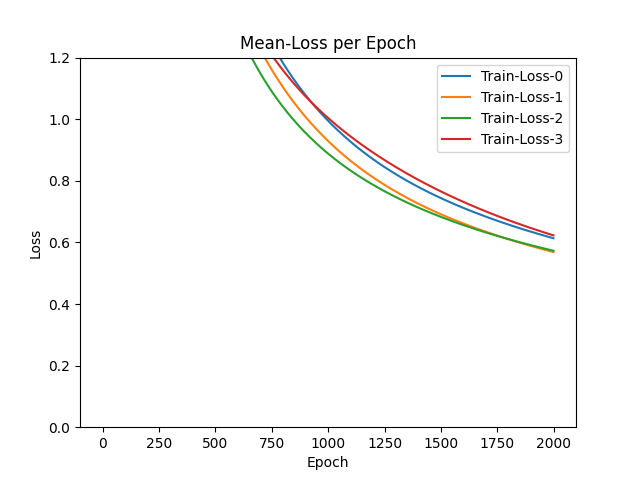 Mean-Loss per Epoch
1.2
1.0
0.8
0.6
0.4
0.2
0.0
Loss
Train-Loss-0
Train-Loss-1
Train-Loss-2
Train-Loss-3
0 250 500 750 1000 1250 1500 1750 2000
Epoch